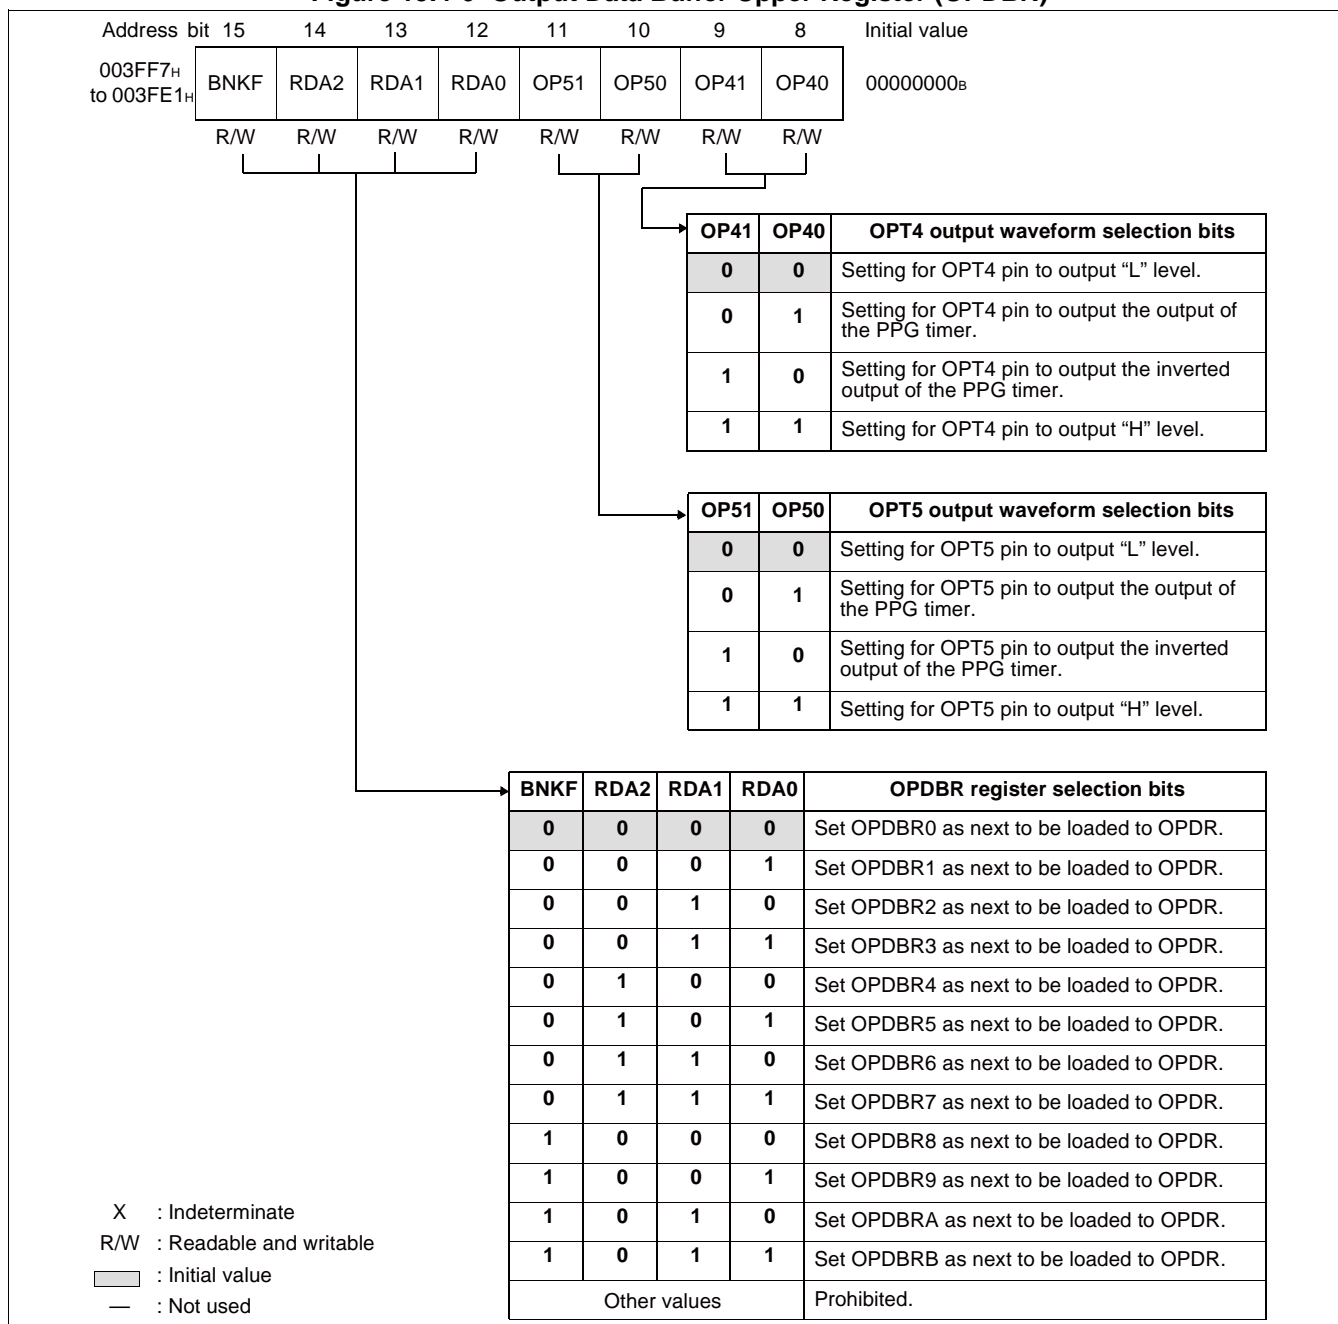 Figure 15.4-6 Output Data Buffer Upper Register (OPDBR)
Address bit 15 14 13 12 11 10 9 8 Initial value
003FF7H
to 003FE1H
BNKF RDA2 RDA1 RDA0 OP51 OP50 OP41 OP40 00000000B
R/W R/W R/W R/W R/W R/W R/W R/W
OP41 OP40 OPT4 output waveform selection bits
0 0 Setting for OPT4 pin to output “L” level.
0 1 Setting for OPT4 pin to output the output of
the PPG timer.
1 0 Setting for OPT4 pin to output the inverted
output of the PPG timer.
1 1 Setting for OPT4 pin to output “H” level.
OP51 OP50 OPT5 output waveform selection bits
0 0 Setting for OPT5 pin to output “L” level.
0 1 Setting for OPT5 pin to output the output of
the PPG timer.
1 0 Setting for OPT5 pin to output the inverted
output of the PPG timer.
1 1 Setting for OPT5 pin to output “H” level.
BNKF RDA2 RDA1 RDA0 OPDBR register selection bits
0 0 0 0 Set OPDBR0 as next to be loaded to OPDR.
0 0 0 1 Set OPDBR1 as next to be loaded to OPDR.
0 0 1 0 Set OPDBR2 as next to be loaded to OPDR.
0 0 1 1 Set OPDBR3 as next to be loaded to OPDR.
0 1 0 0 Set OPDBR4 as next to be loaded to OPDR.
0 1 0 1 Set OPDBR5 as next to be loaded to OPDR.
0 1 1 0 Set OPDBR6 as next to be loaded to OPDR.
0 1 1 1 Set OPDBR7 as next to be loaded to OPDR.
1 0 0 0 Set OPDBR8 as next to be loaded to OPDR.
1 0 0 1 Set OPDBR9 as next to be loaded to OPDR.
1 0 1 0 Set OPDBRA as next to be loaded to OPDR.
1 0 1 1 Set OPDBRB as next to be loaded to OPDR.
Other values Prohibited.
X : Indeterminate
R/W : Readable and writable
: Initial value
— : Not used